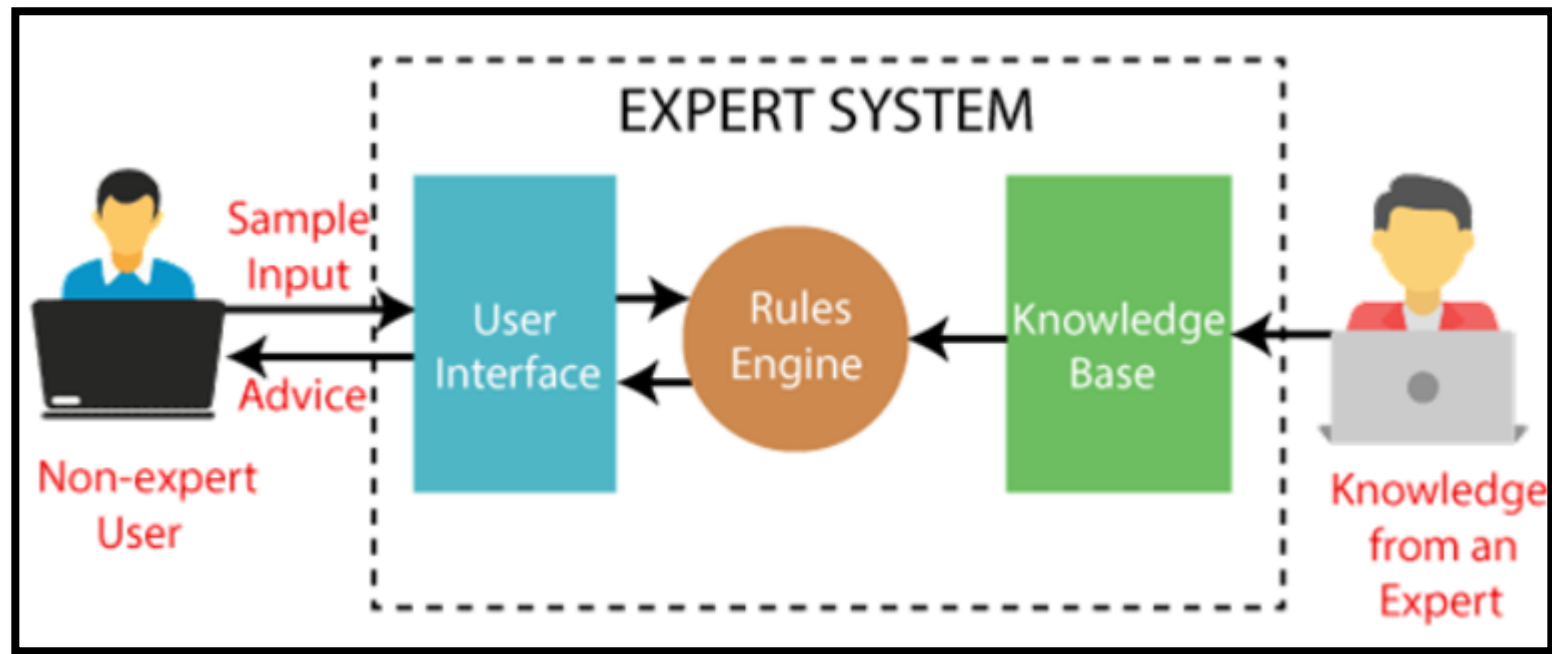 EXPERT SYSTEM
Sample
Input
Advice
Non-expert
User
User
Interface
Rules
Engine
Knowledge
Base
Knowledge
from an
Expert